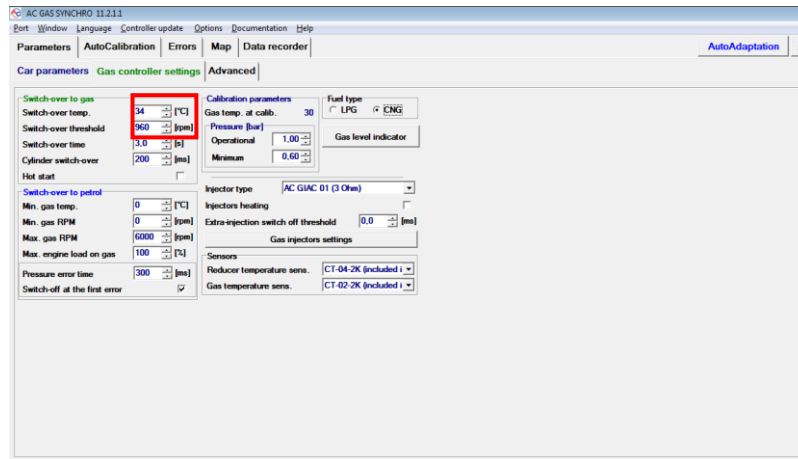 AC GAS SYNCHRO 11.2.1.1
Port Window Language Controller update Options Documentation Help
Parameters AutoCalibration Errors Map Data recorder AutoAdaptation
Car parameters Gas controller settings Advanced
Switch-over to gas
Switch-over temp. 34 [°C]
Switch-over threshold 960 [rpm]
Switch-over time 3,0 [s]
Cylinder switch-over 200 [ms]
Hot start
Switch-over to petrol
Min. gas temp. 0 [°C]
Min. gas RPM 0 [rpm]
Max. gas RPM 6000 [rpm]
Max. engine load on gas 100 [%]
Pressure error time 300 [ms]
Switch-off at the first error
Calibration parameters
Gas temp. at calib. 30
Pressure [bar]
Operational 1,00
Minimum 0,60
Fuel type
LPG CNG
Gas level indicator
Injector type AC GIAC 01 (3 Ohm)
Injectors heating
Extra-injection switch off threshold 0,0 [ms]
Gas injectors settings
Sensors
Reducer temperature sens. CT-04-2K (included i
Gas temperature sens. CT-02-2K (included i